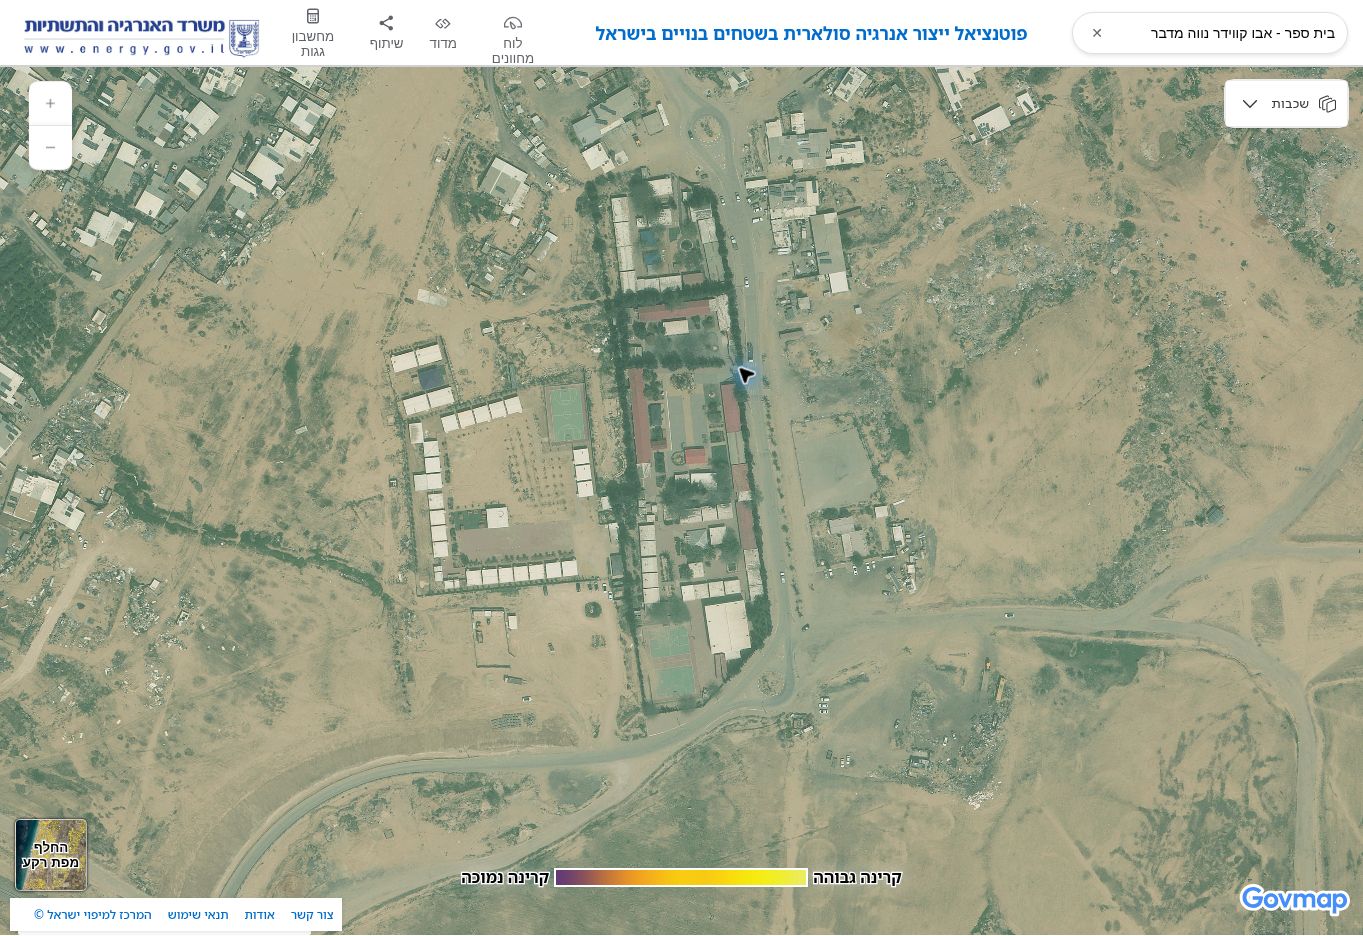 בית ספר - אבו קווידר נווה מדבר
פוטנציאל ייצור אנרגיה סולארית בשטחים בנויים בישראל
לוח
מחוונים
מדוד
שיתוף
מחשבון
גגות
משרד האנרגיה והתשתיות
www.energy.gov.il
שכבות
+
−
החלף
מפת רקע
קרינה גבוהה
קרינה נמוכה
Govmap
צור קשר אודות תנאי שימוש המרכז למיפוי ישראל ©